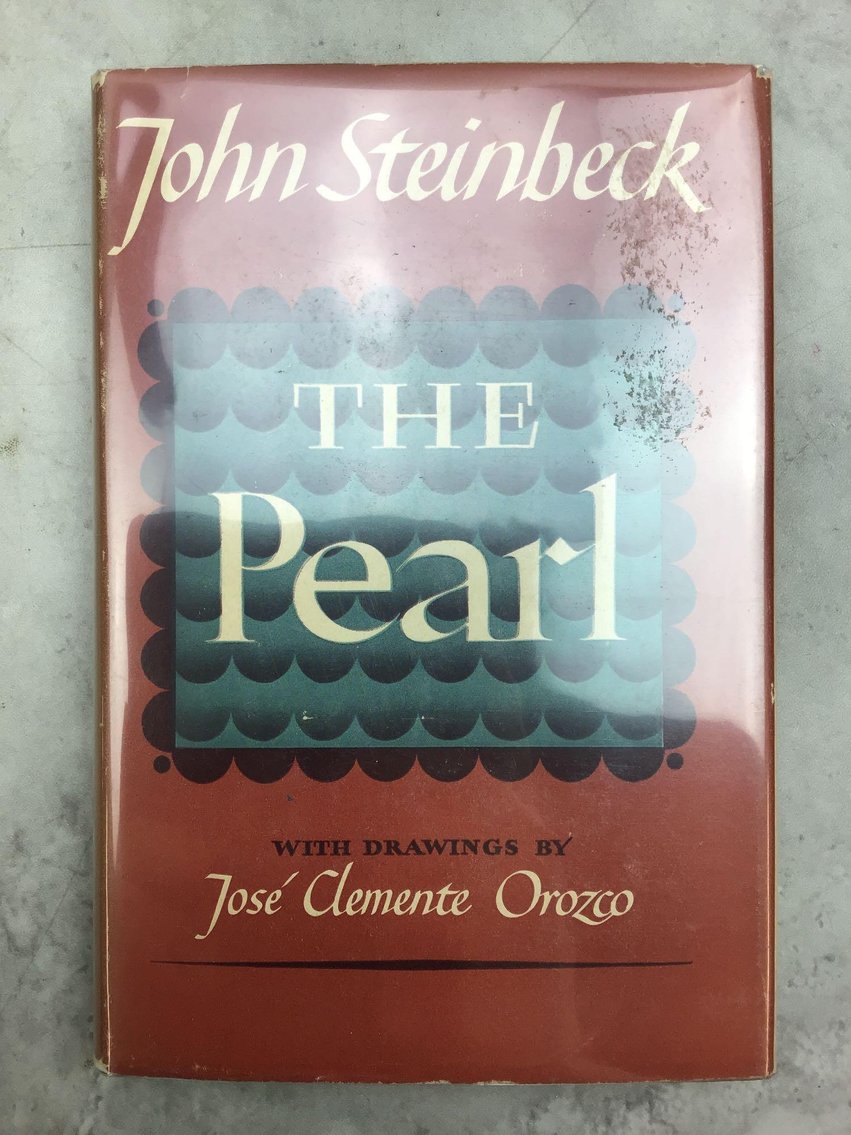 John Steinbeck
THE
Pearl
WITH DRAWINGS BY
José Clemente Orozco